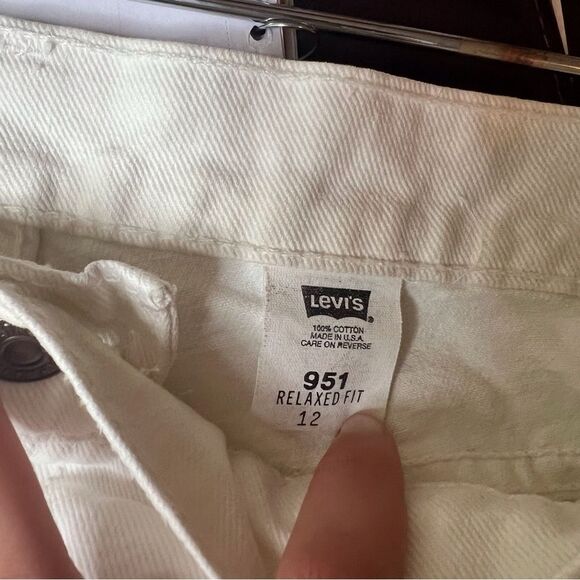 LEVI'S
100% COTTON
MADE IN U.S.A.
CARE ON REVERSE
951
RELAXED FIT
12